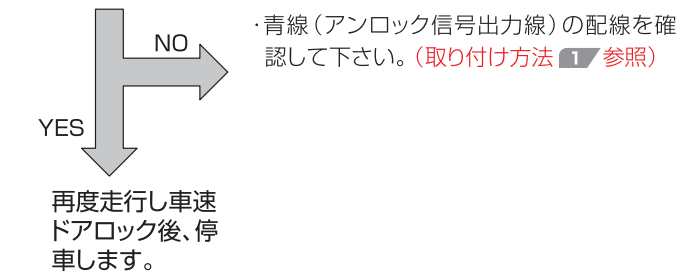 NO
・青線（アンロック信号出力線）の配線を確
認して下さい。（取り付け方法 1 参照）
YES
再度走行し車速
ドアロック後、停
車します。